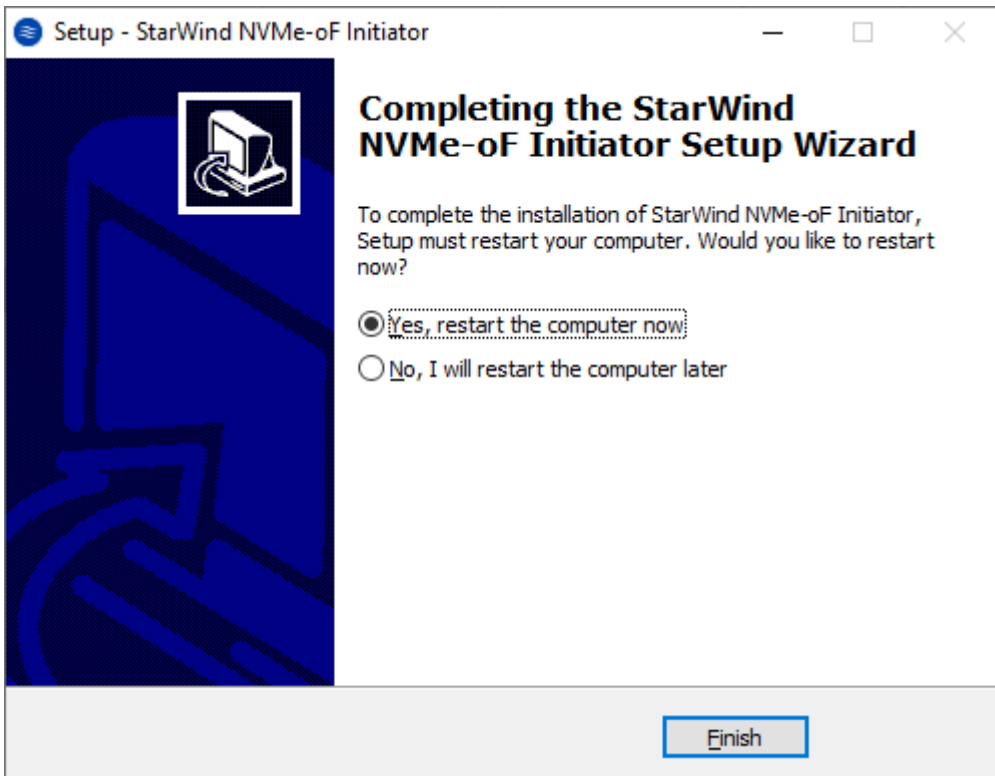 Setup - StarWind NVMe-oF Initiator
Completing the StarWind
NVMe-oF Initiator Setup Wizard
To complete the installation of StarWind NVMe-oF Initiator,
Setup must restart your computer. Would you like to restart
now?
Yes, restart the computer now
No, I will restart the computer later
Finish